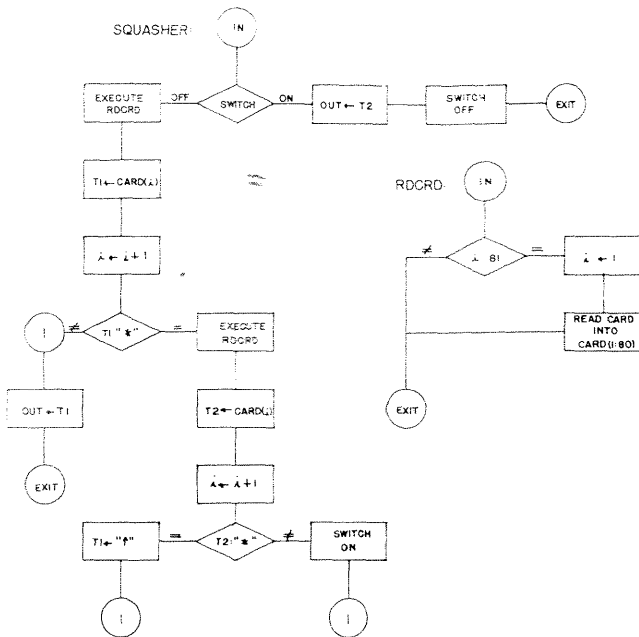 SQUASHER:
IN
EXECUTE
RDCRD
OFF
SWITCH
ON
OUT ← T2
SWITCH
OFF
EXIT
T1 ← CARD(i)
i ← i + 1
≠
T1:"*"
=
EXECUTE
RDCRD
1
OUT ← T1
EXIT
T2 ← CARD(i)
i ← i + 1
T1 ← "↑"
=
T2:"*"
≠
SWITCH
ON
1
1
RDCRD:
IN
≠
i : 81
=
i ← 1
READ CARD
INTO
CARD(1:80)
EXIT